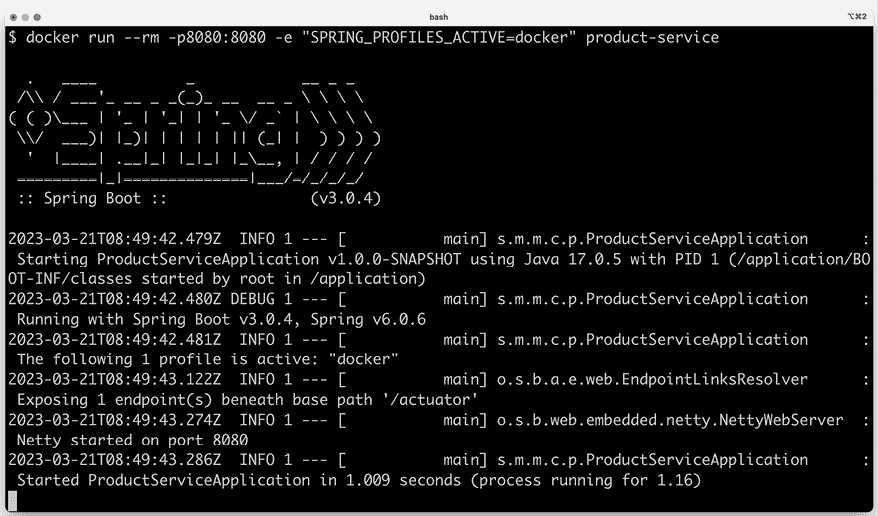 bash
⌥⌘2
$ docker run --rm -p8080:8080 -e "SPRING_PROFILES_ACTIVE=docker" product-service
  .   ____          _            __ _ _
 /\\ / ___'_ __ _ _(_)_ __  __ _ \ \ \ \
( ( )\___ | '_ | '_| | '_ \/ _` | \ \ \ \
 \\/  ___)| |_)| | | | | || (_| |  ) ) ) )
  '  |____| .__|_| |_|_| |_\__, | / / / /
 =========|_|==============|___/=/_/_/_/
 :: Spring Boot ::                (v3.0.4)
2023-03-21T08:49:42.479Z  INFO 1 --- [           main] s.m.m.c.p.ProductServiceApplication      :
 Starting ProductServiceApplication v1.0.0-SNAPSHOT using Java 17.0.5 with PID 1 (/application/BO
OT-INF/classes started by root in /application)
2023-03-21T08:49:42.480Z DEBUG 1 --- [           main] s.m.m.c.p.ProductServiceApplication      :
 Running with Spring Boot v3.0.4, Spring v6.0.6
2023-03-21T08:49:42.481Z  INFO 1 --- [           main] s.m.m.c.p.ProductServiceApplication      :
 The following 1 profile is active: "docker"
2023-03-21T08:49:43.122Z  INFO 1 --- [           main] o.s.b.a.e.web.EndpointLinksResolver      :
 Exposing 1 endpoint(s) beneath base path '/actuator'
2023-03-21T08:49:43.274Z  INFO 1 --- [           main] o.s.b.web.embedded.netty.NettyWebServer  :
 Netty started on port 8080
2023-03-21T08:49:43.286Z  INFO 1 --- [           main] s.m.m.c.p.ProductServiceApplication      :
 Started ProductServiceApplication in 1.009 seconds (process running for 1.16)